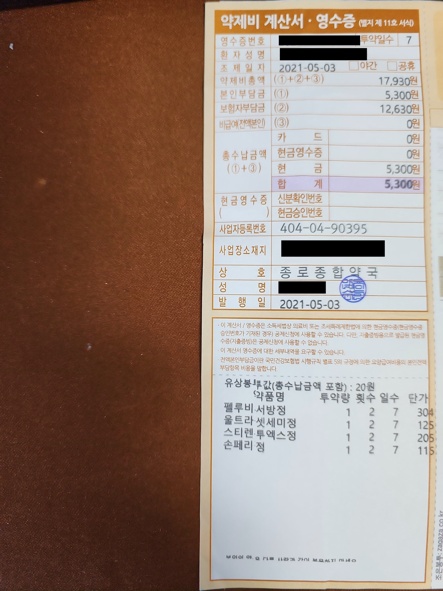 약제비 계산서 · 영수증 (별지 제 11호 서식)
영수증번호 투약일수 7
환자성명
조제일자 2021-05-03 □야간 □공휴
약제비총액 (①+②+③) 17,930원
본인부담금 (①) 5,300원
보험자부담금 (②) 12,630원
비급여(전액본인) (③) 0원
총수납금액 (①+③)
카드 0원
현금영수증 0원
현금 5,300원
합계 5,300원
현금영수증 ( )
신분확인번호
현금승인번호
사업자등록번호 404-04-90395
사업장소재지
상호 종로종합약국
성명
발행일 2021-05-03
유상봉투값(총수납금액 포함) : 20원
약품명 투약량 횟수 일수 단가
펠루비서방정 1 2 7 304
울트라셋세미정 1 2 7 125
스티렌투엑스정 1 2 7 205
손페리정 1 2 7 115